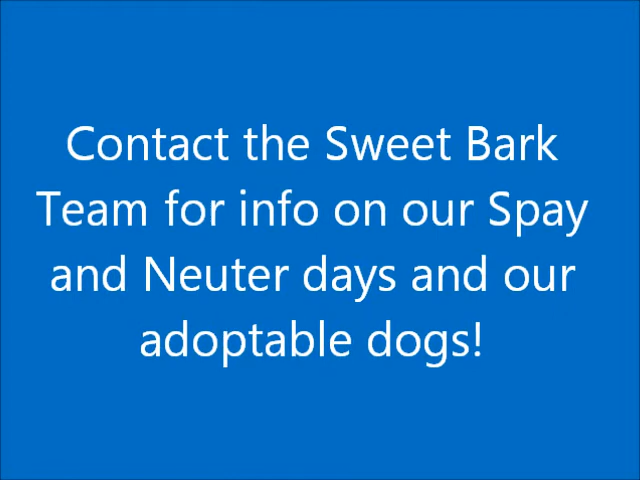 Contact the Sweet Bark
Team for info on our Spay
and Neuter days and our
adoptable dogs!